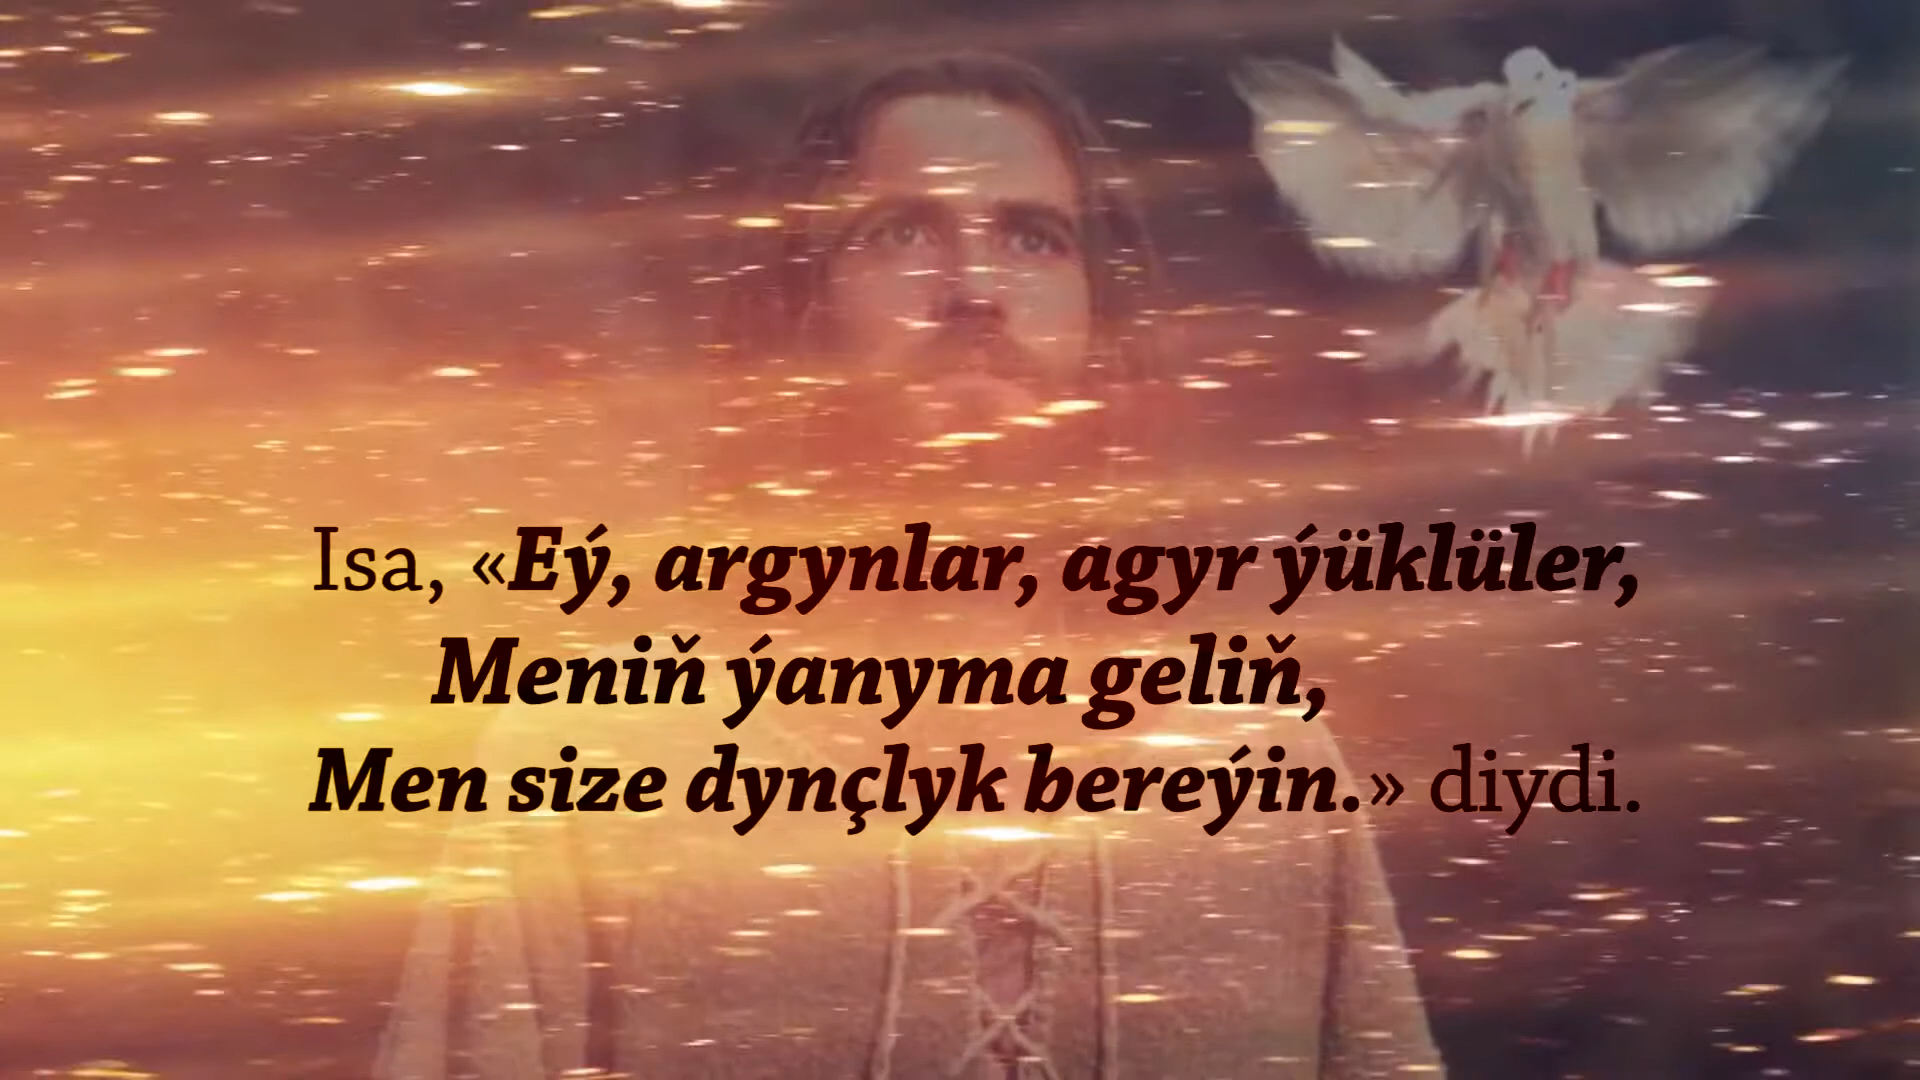 Isa, «Eý, argynlar, agyr ýüklüler,
Meniň ýanyma geliň,
Men size dynçlyk bereýin.» diydi.